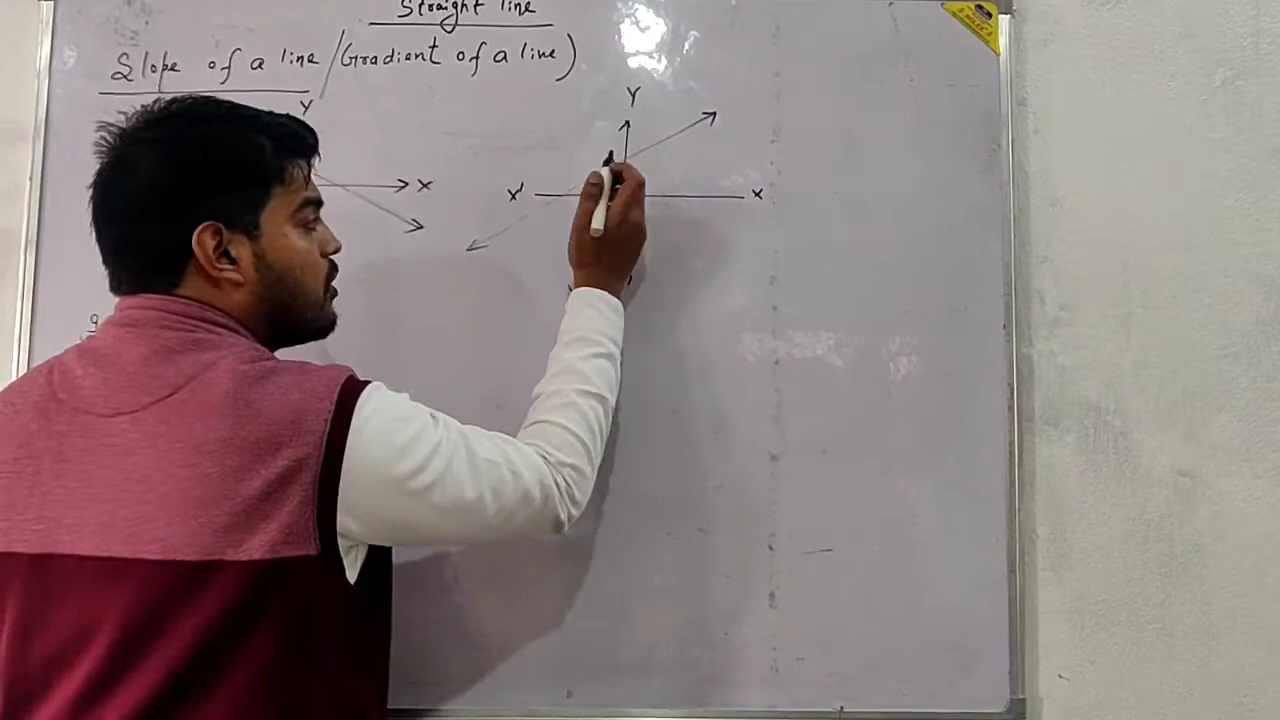 Straight line
Slope of a line / (Gradient of a line)
Y
X
Y
X'
X